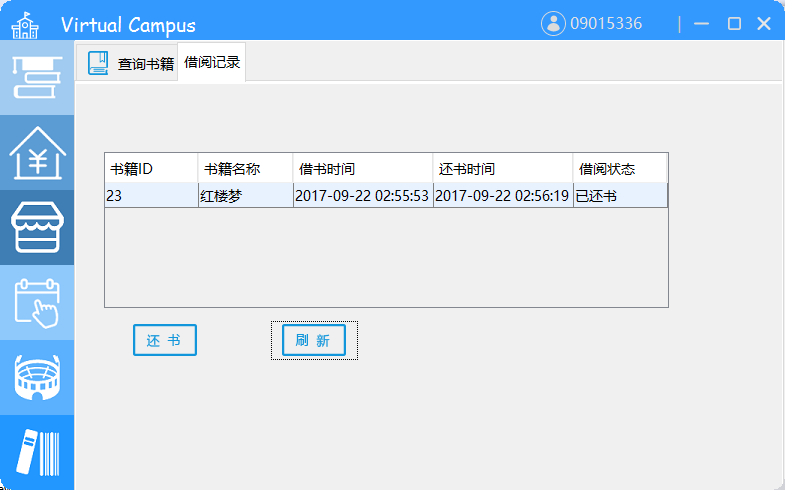 Virtual Campus 09015336
查询书籍 借阅记录
书籍ID 书籍名称 借书时间 还书时间 借阅状态
23 红楼梦 2017-09-22 02:55:53 2017-09-22 02:56:19 已还书
还 书 刷 新